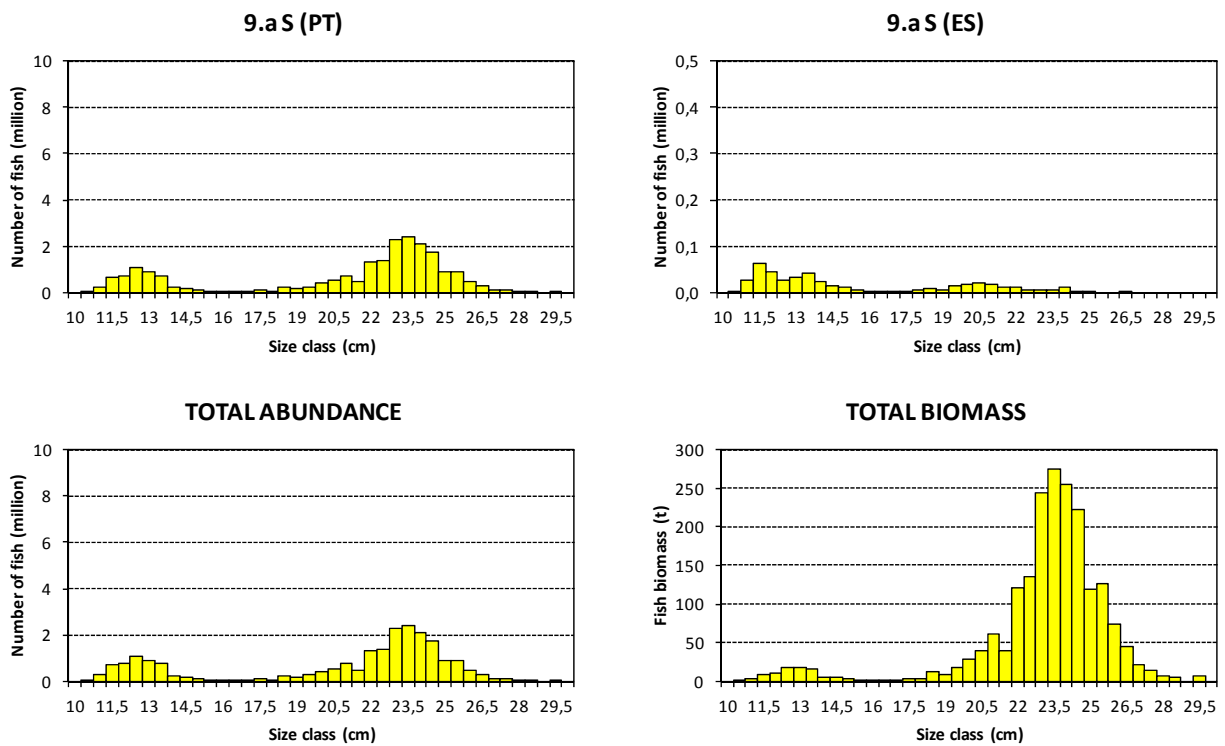 9.a S (PT)
10
8
6
4
2
0
Number of fish (million)
10 11,5 13 14,5 16 17,5 19 20,5 22 23,5 25 26,5 28 29,5
Size class (cm)
9.a S (ES)
0,5
0,4
0,3
0,2
0,1
0,0
Number of fish (million)
10 11,5 13 14,5 16 17,5 19 20,5 22 23,5 25 26,5 28 29,5
Size class (cm)
TOTAL ABUNDANCE
10
8
6
4
2
0
Number of fish (million)
10 11,5 13 14,5 16 17,5 19 20,5 22 23,5 25 26,5 28 29,5
Size class (cm)
TOTAL BIOMASS
300
250
200
150
100
50
0
Fish biomass (t)
10 11,5 13 14,5 16 17,5 19 20,5 22 23,5 25 26,5 28 29,5
Size class (cm)